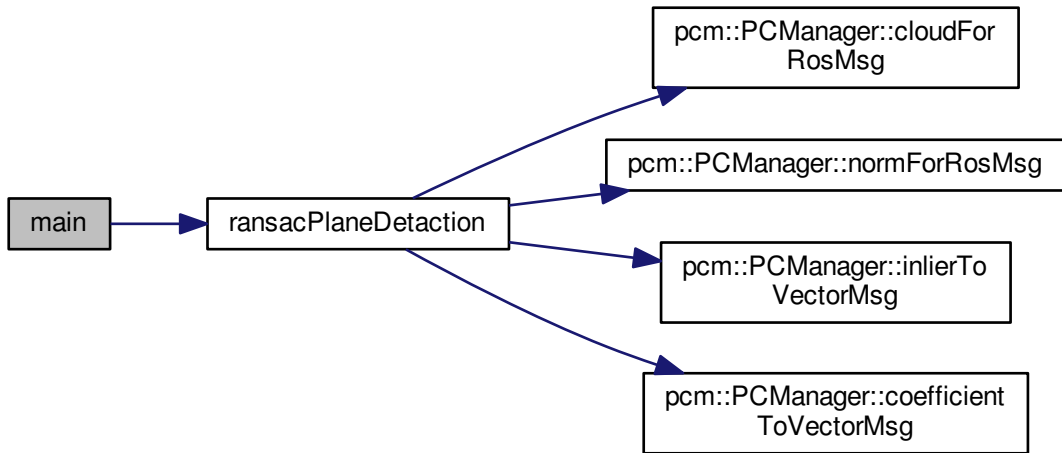 main
ransacPlaneDetaction
pcm::PCManager::cloudFor
RosMsg
pcm::PCManager::normForRosMsg
pcm::PCManager::inlierTo
VectorMsg
pcm::PCManager::coefficient
ToVectorMsg